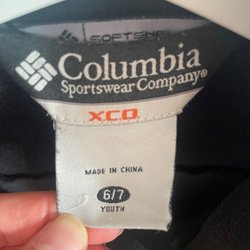 SOFTSHELL
Columbia
Sportswear Company®
XCO
MADE IN CHINA
6/7
YOUTH